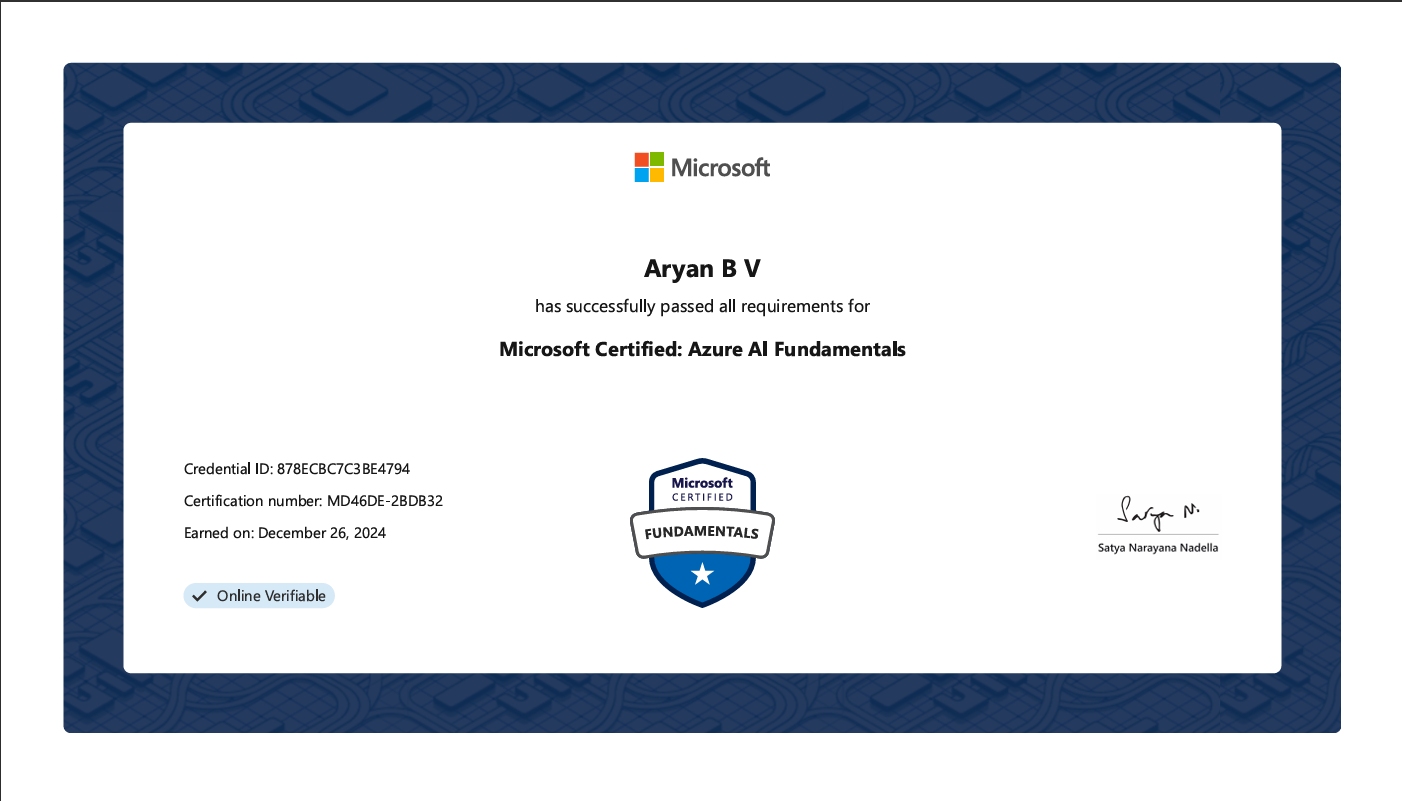 Microsoft
Aryan B V
has successfully passed all requirements for
Microsoft Certified: Azure AI Fundamentals
Credential ID: 878ECBC7C3BE4794
Certification number: MD46DE-2BDB32
Earned on: December 26, 2024
Online Verifiable
Microsoft
CERTIFIED
FUNDAMENTALS
Satya N.
Satya Narayana Nadella